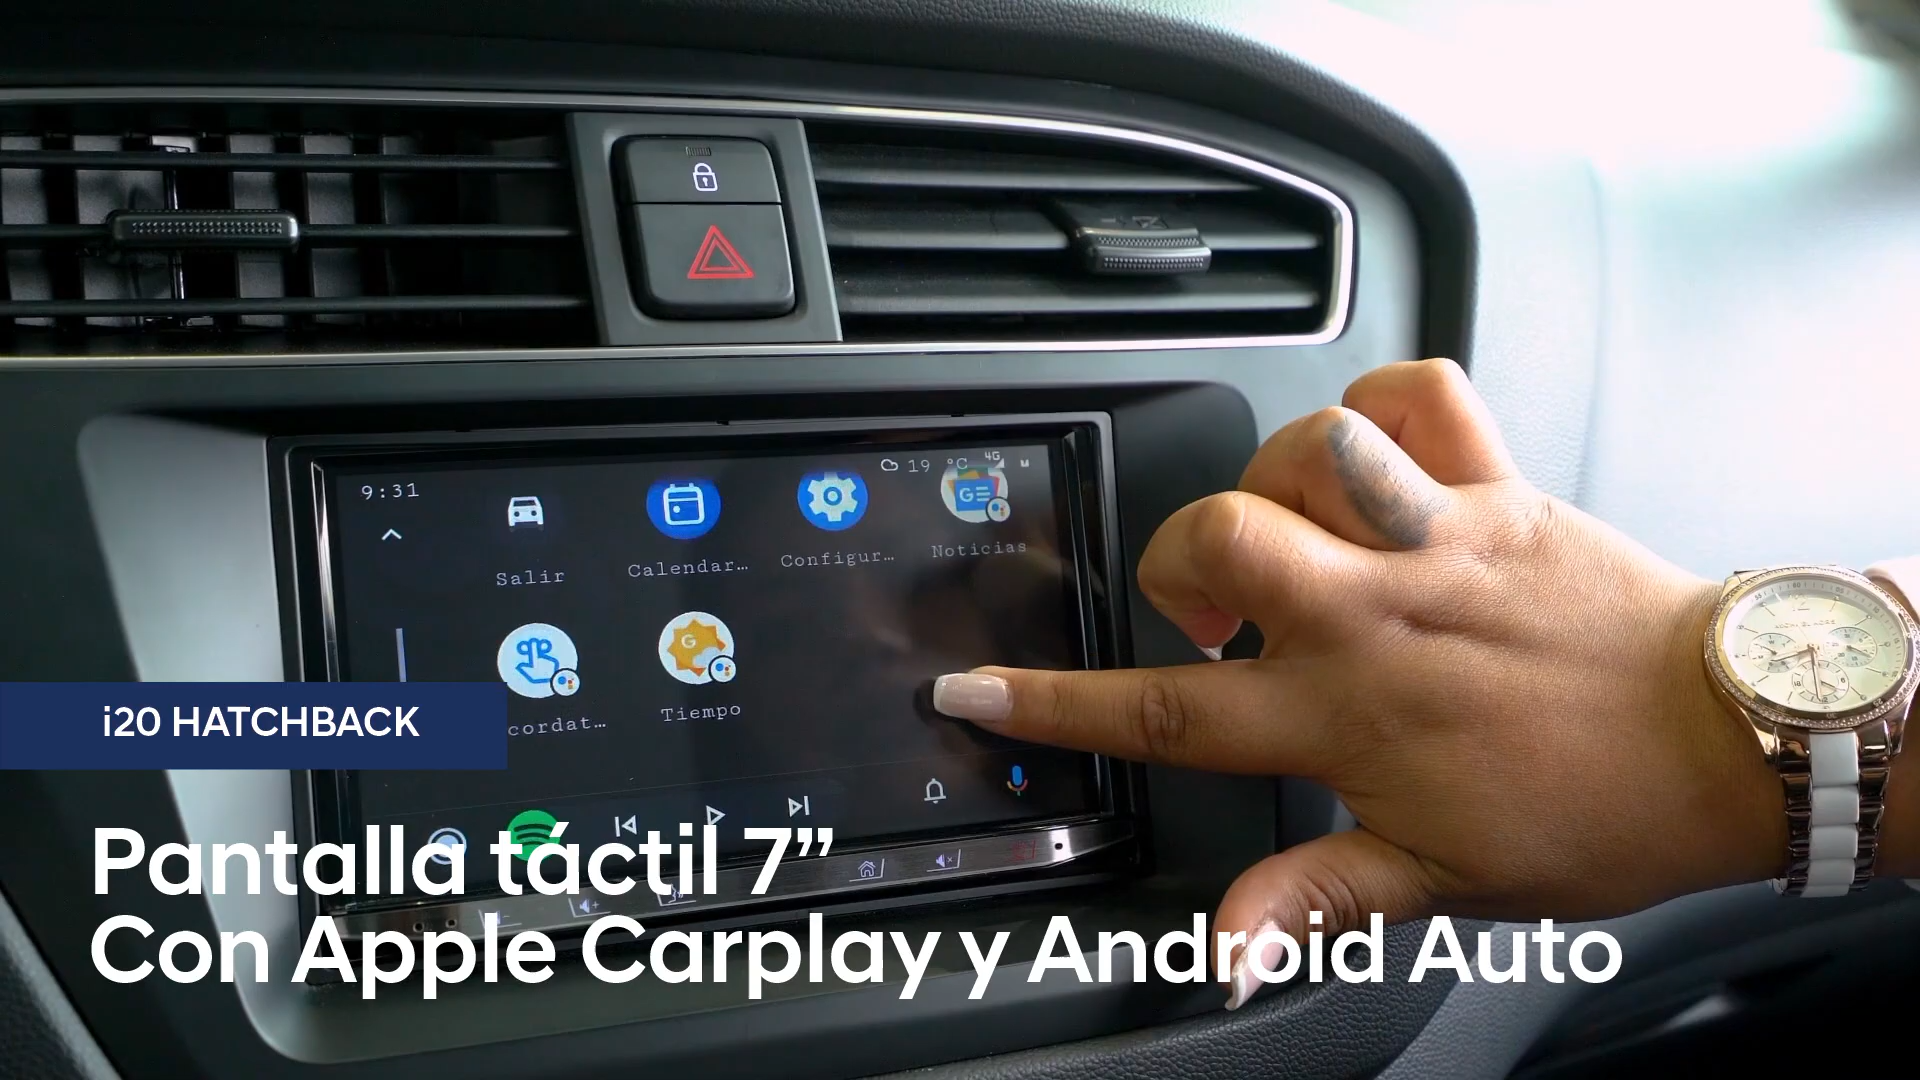 9:31
19 °C 4G
Salir
Calendar...
Configur...
Noticias
cordat...
Tiempo
i20 HATCHBACK
Pantalla táctil 7”
Con Apple Carplay y Android Auto